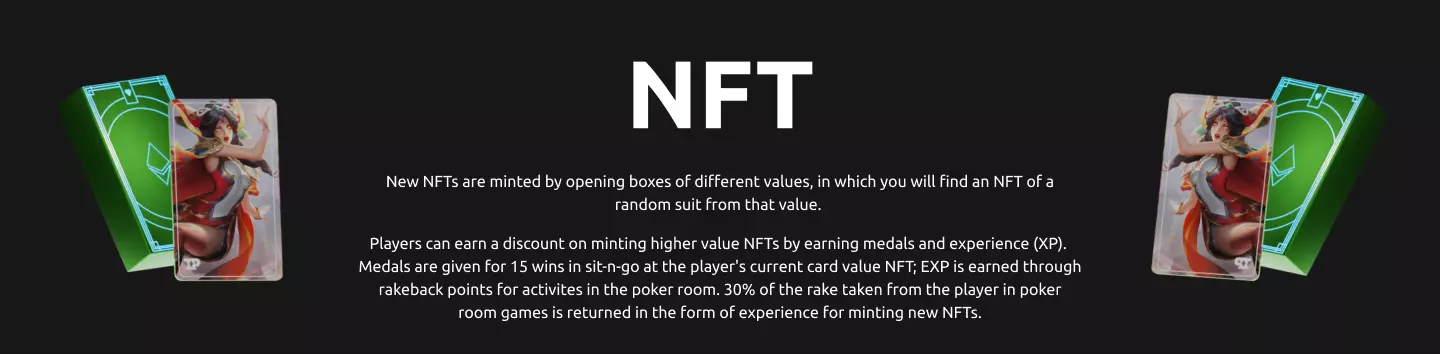 NFT
New NFTs are minted by opening boxes of different values, in which you will find an NFT of a
random suit from that value.
Players can earn a discount on minting higher value NFTs by earning medals and experience (XP).
Medals are given for 15 wins in sit-n-go at the player's current card value NFT; EXP is earned through
rakeback points for activites in the poker room. 30% of the rake taken from the player in poker
room games is returned in the form of experience for minting new NFTs.